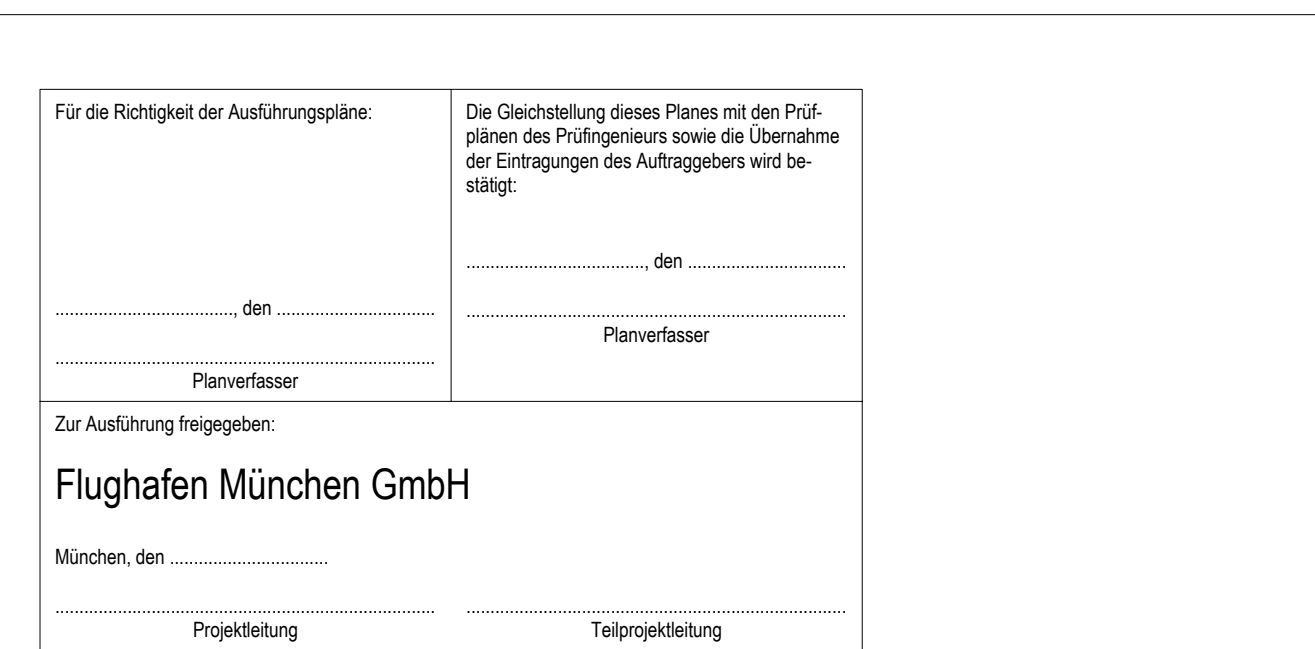 Für die Richtigkeit der Ausführungspläne:
...................................., den .................................
...............................................................................
Planverfasser
Die Gleichstellung dieses Planes mit den Prüf-
plänen des Prüfingenieurs sowie die Übernahme
der Eintragungen des Auftraggebers wird be-
stätigt:
...................................., den .................................
...............................................................................
Planverfasser
Zur Ausführung freigegeben:
Flughafen München GmbH
München, den .................................
............................................................................... ...............................................................................
Projektleitung Teilprojektleitung